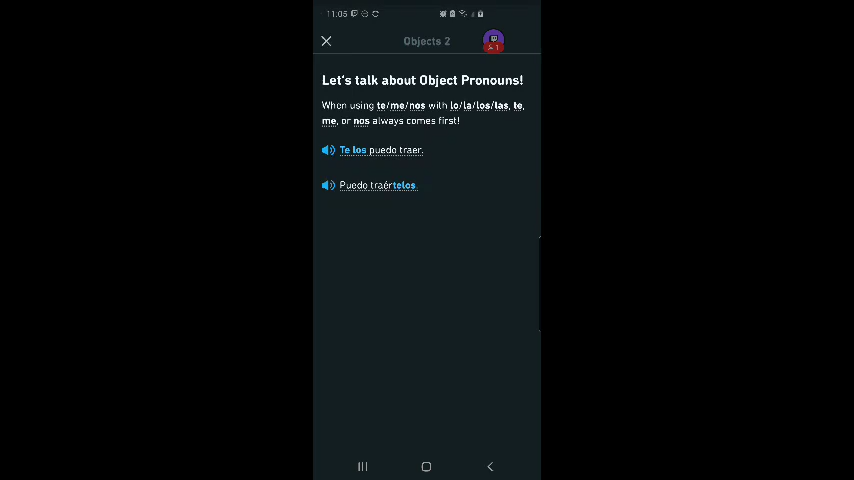 11:05
Objects 2
1
Let's talk about Object Pronouns!
When using te/me/nos with lo/la/los/las, te,
me, or nos always comes first!
Te los puedo traer.
Puedo traértelos.